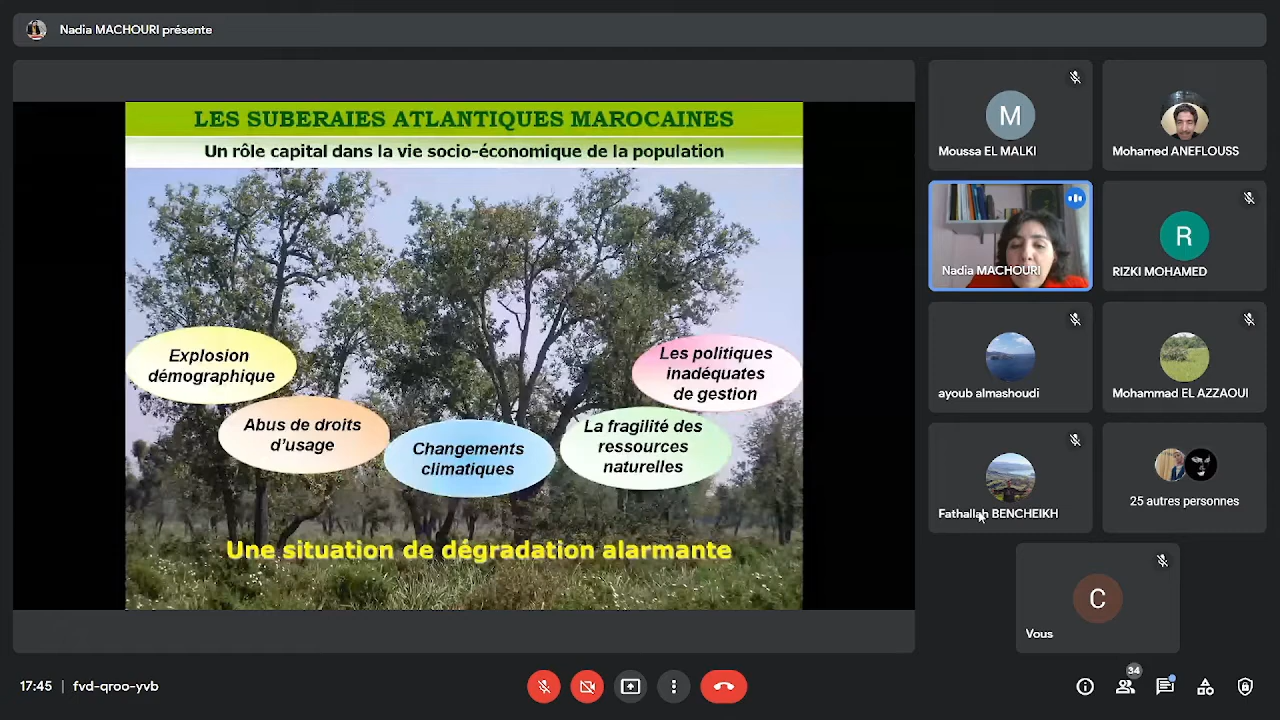 Nadia MACHOURI présente
LES SUBERAIES ATLANTIQUES MAROCAINES
Un rôle capital dans la vie socio-économique de la population
Explosion
démographique
Abus de droits
d'usage
Changements
climatiques
La fragilité des
ressources
naturelles
Les politiques
inadéquates
de gestion
Une situation de dégradation alarmante
M
Moussa EL MALKI
Mohamed ANEFLOUSS
Nadia MACHOURI
R
RIZKI MOHAMED
ayoub almashoudi
Mohammad EL AZZAOUI
Fathallah BENCHEIKH
25 autres personnes
C
Vous
17:45 | fvd-qroo-yvb
34